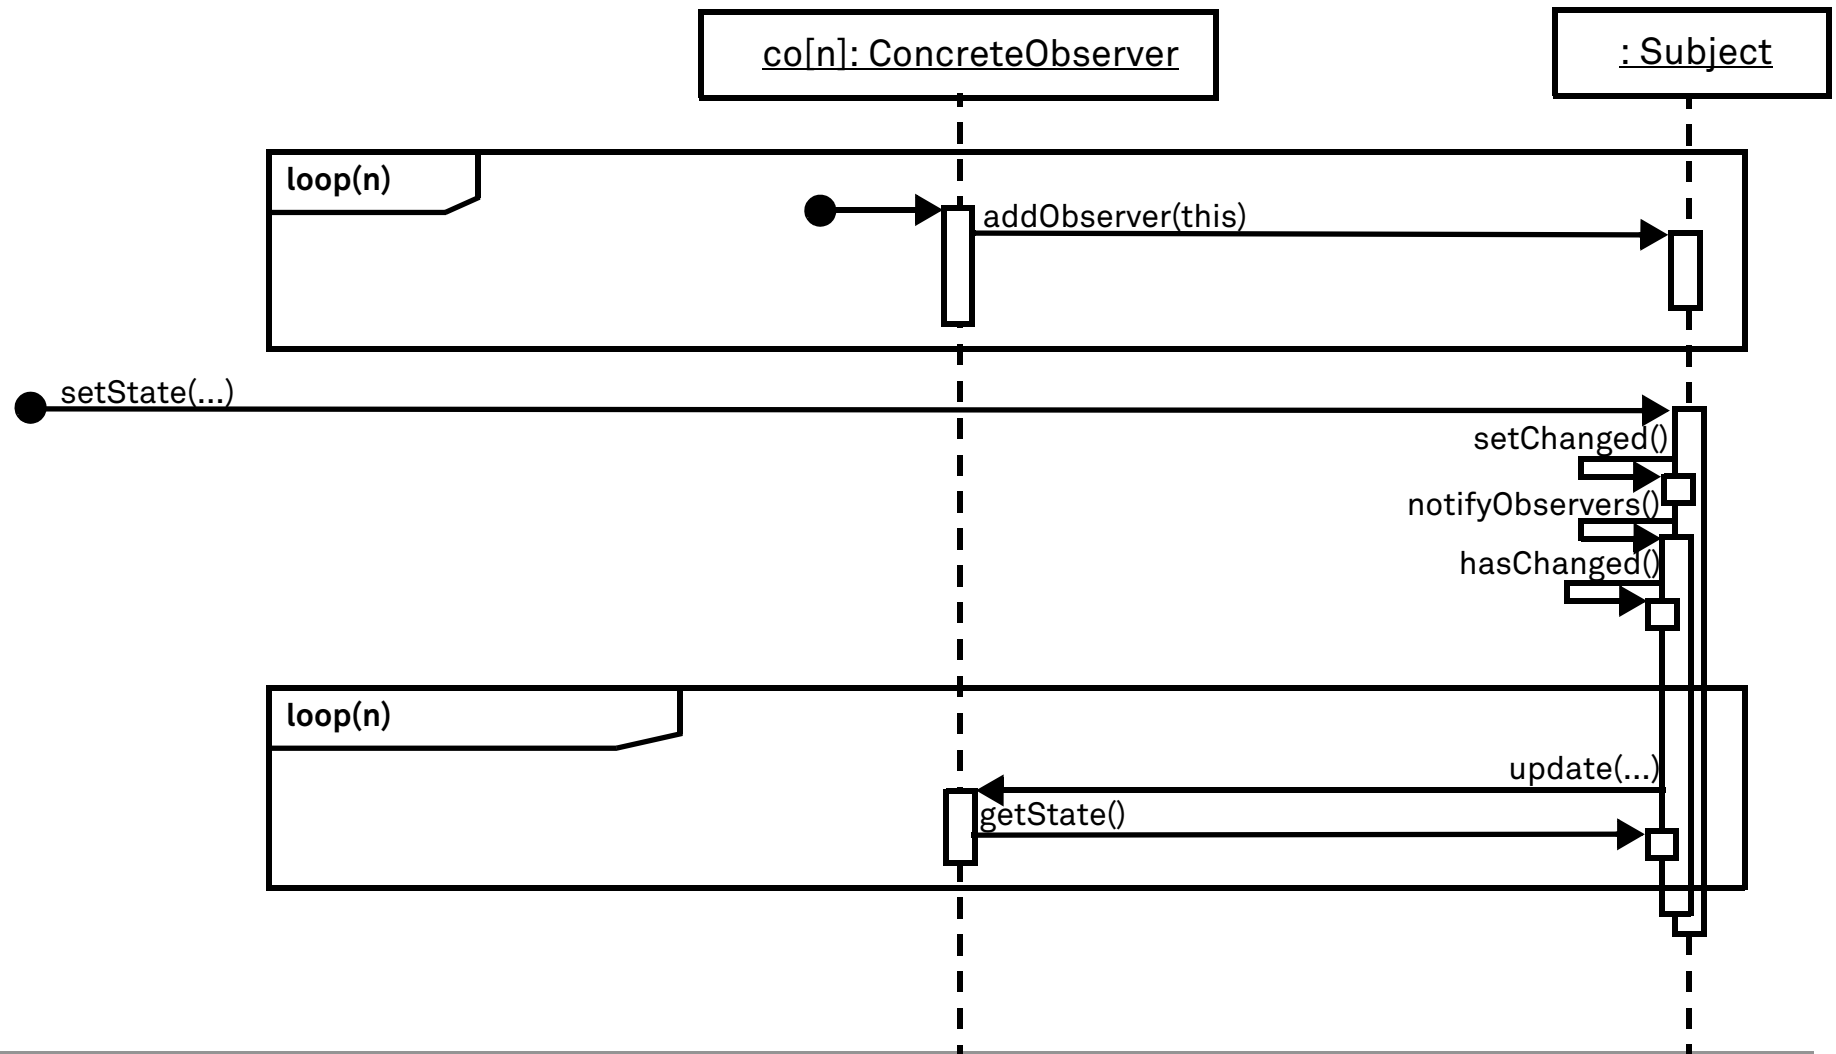 co[n]: ConcreteObserver
: Subject
loop(n)
addObserver(this)
setState(...)
setChanged()
notifyObservers()
hasChanged()
loop(n)
update(...)
getState()